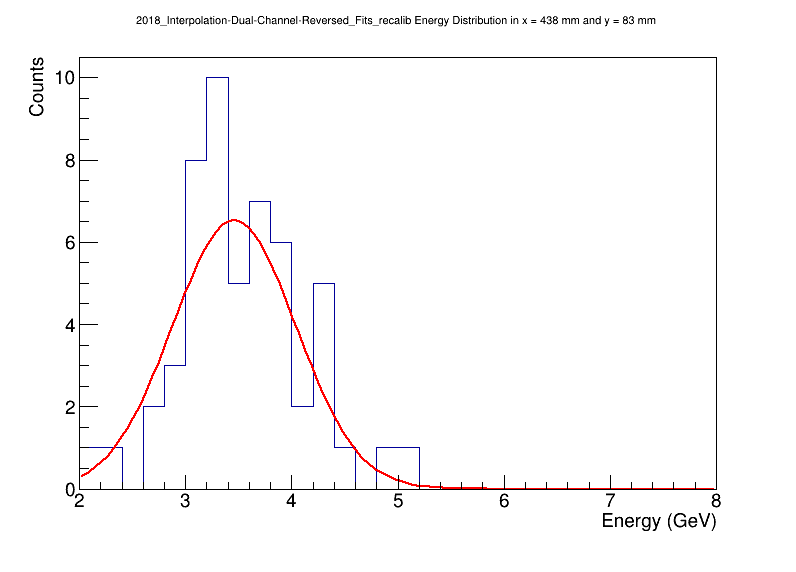 2018_Interpolation-Dual-Channel-Reversed_Fits_recalib Energy Distribution in x = 438 mm and y = 83 mm
Counts
10
8
6
4
2
0
2 3 4 5 6 7 8
Energy (GeV)